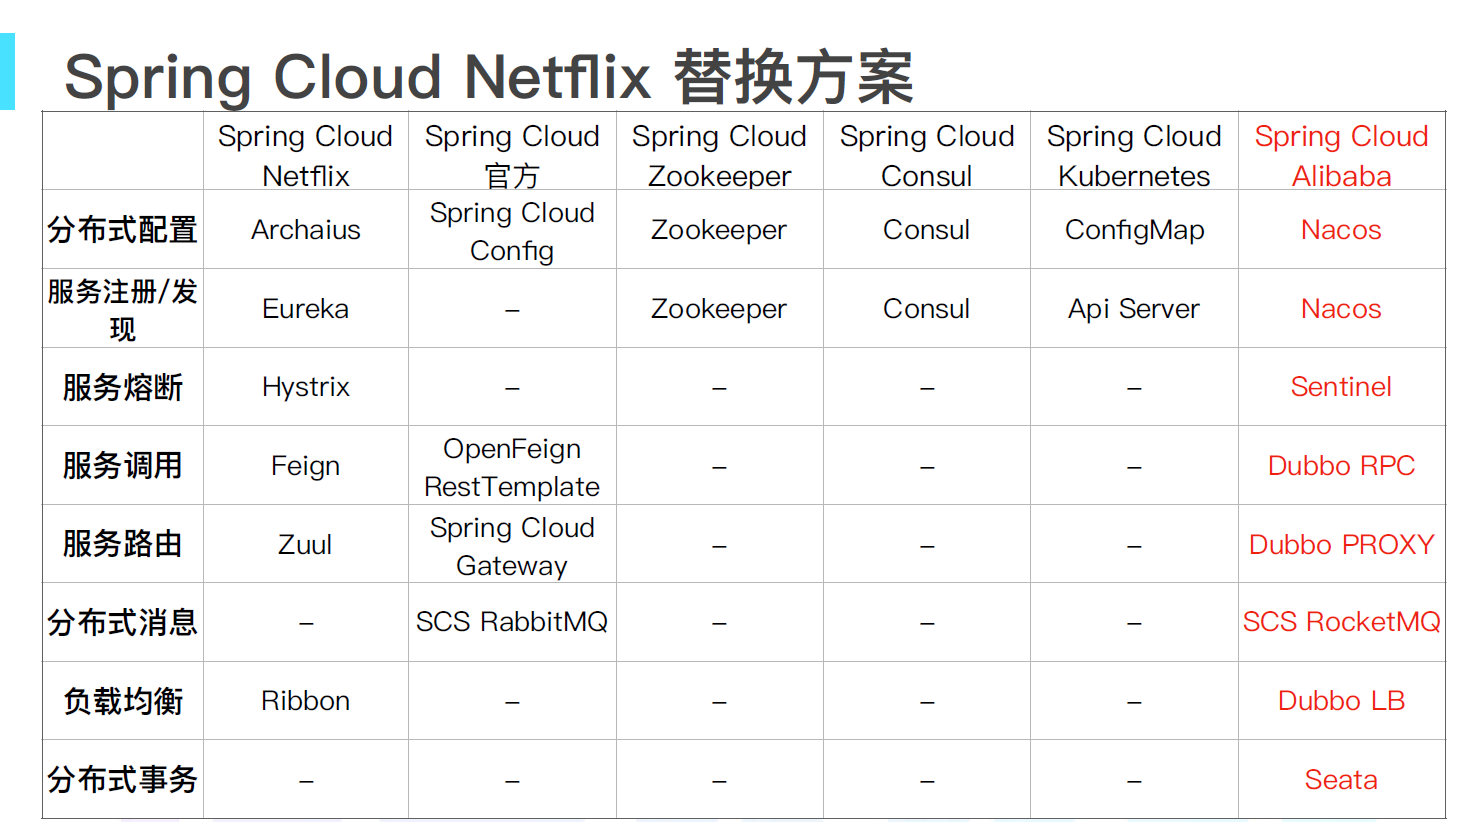 Spring Cloud Netflix 替换方案
Spring Cloud Netflix
Spring Cloud 官方
Spring Cloud Zookeeper
Spring Cloud Consul
Spring Cloud Kubernetes
Spring Cloud Alibaba
分布式配置
Archaius
Spring Cloud Config
Zookeeper
Consul
ConfigMap
Nacos
服务注册/发现
Eureka
–
Zookeeper
Consul
Api Server
Nacos
服务熔断
Hystrix
–
–
–
–
Sentinel
服务调用
Feign
OpenFeign
RestTemplate
–
–
–
Dubbo RPC
服务路由
Zuul
Spring Cloud Gateway
–
–
–
Dubbo PROXY
分布式消息
–
SCS RabbitMQ
–
–
–
SCS RocketMQ
负载均衡
Ribbon
–
–
–
–
Dubbo LB
分布式事务
–
–
–
–
–
Seata